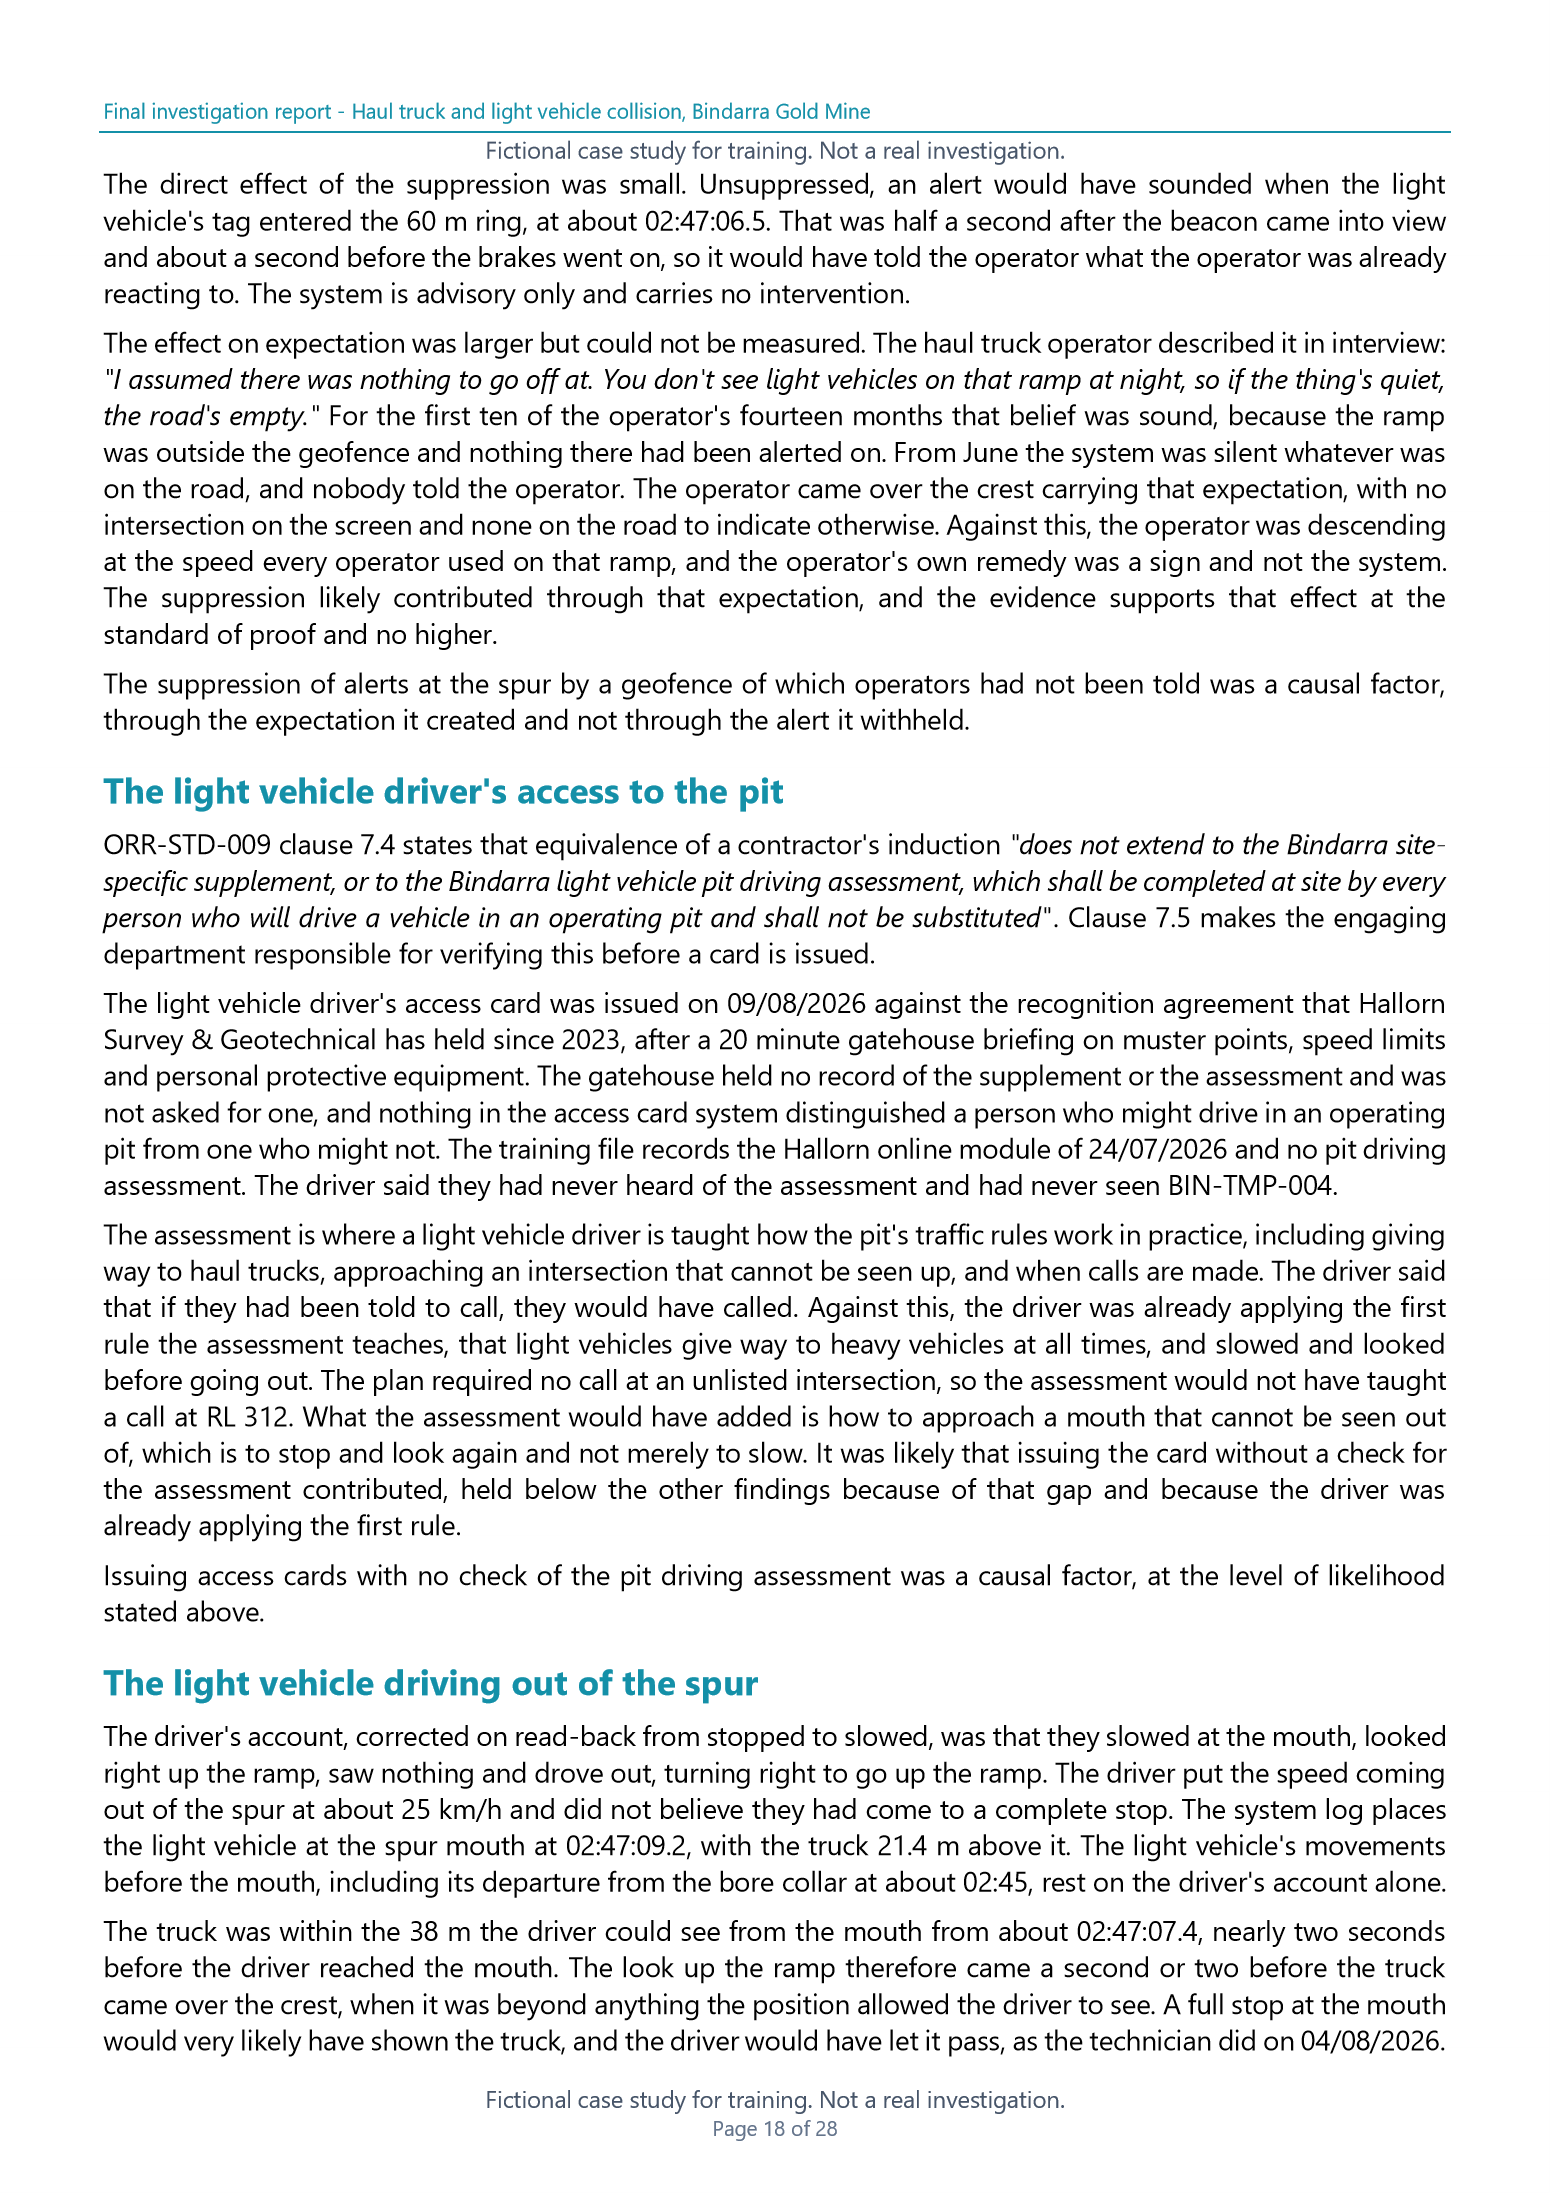 Final investigation report - Haul truck and light vehicle collision, Bindarra Gold Mine
Fictional case study for training. Not a real investigation.
The direct effect of the suppression was small. Unsuppressed, an alert would have sounded when the light
vehicle's tag entered the 60 m ring, at about 02:47:06.5. That was half a second after the beacon came into view
and about a second before the brakes went on, so it would have told the operator what the operator was already
reacting to. The system is advisory only and carries no intervention.
The effect on expectation was larger but could not be measured. The haul truck operator described it in interview:
"I assumed there was nothing to go off at. You don't see light vehicles on that ramp at night, so if the thing's quiet,
the road's empty." For the first ten of the operator's fourteen months that belief was sound, because the ramp
was outside the geofence and nothing there had been alerted on. From June the system was silent whatever was
on the road, and nobody told the operator. The operator came over the crest carrying that expectation, with no
intersection on the screen and none on the road to indicate otherwise. Against this, the operator was descending
at the speed every operator used on that ramp, and the operator's own remedy was a sign and not the system.
The suppression likely contributed through that expectation, and the evidence supports that effect at the
standard of proof and no higher.
The suppression of alerts at the spur by a geofence of which operators had not been told was a causal factor,
through the expectation it created and not through the alert it withheld.
The light vehicle driver's access to the pit
ORR-STD-009 clause 7.4 states that equivalence of a contractor's induction "does not extend to the Bindarra site-
specific supplement, or to the Bindarra light vehicle pit driving assessment, which shall be completed at site by every
person who will drive a vehicle in an operating pit and shall not be substituted". Clause 7.5 makes the engaging
department responsible for verifying this before a card is issued.
The light vehicle driver's access card was issued on 09/08/2026 against the recognition agreement that Hallorn
Survey & Geotechnical has held since 2023, after a 20 minute gatehouse briefing on muster points, speed limits
and personal protective equipment. The gatehouse held no record of the supplement or the assessment and was
not asked for one, and nothing in the access card system distinguished a person who might drive in an operating
pit from one who might not. The training file records the Hallorn online module of 24/07/2026 and no pit driving
assessment. The driver said they had never heard of the assessment and had never seen BIN-TMP-004.
The assessment is where a light vehicle driver is taught how the pit's traffic rules work in practice, including giving
way to haul trucks, approaching an intersection that cannot be seen up, and when calls are made. The driver said
that if they had been told to call, they would have called. Against this, the driver was already applying the first
rule the assessment teaches, that light vehicles give way to heavy vehicles at all times, and slowed and looked
before going out. The plan required no call at an unlisted intersection, so the assessment would not have taught
a call at RL 312. What the assessment would have added is how to approach a mouth that cannot be seen out
of, which is to stop and look again and not merely to slow. It was likely that issuing the card without a check for
the assessment contributed, held below the other findings because of that gap and because the driver was
already applying the first rule.
Issuing access cards with no check of the pit driving assessment was a causal factor, at the level of likelihood
stated above.
The light vehicle driving out of the spur
The driver's account, corrected on read-back from stopped to slowed, was that they slowed at the mouth, looked
right up the ramp, saw nothing and drove out, turning right to go up the ramp. The driver put the speed coming
out of the spur at about 25 km/h and did not believe they had come to a complete stop. The system log places
the light vehicle at the spur mouth at 02:47:09.2, with the truck 21.4 m above it. The light vehicle's movements
before the mouth, including its departure from the bore collar at about 02:45, rest on the driver's account alone.
The truck was within the 38 m the driver could see from the mouth from about 02:47:07.4, nearly two seconds
before the driver reached the mouth. The look up the ramp therefore came a second or two before the truck
came over the crest, when it was beyond anything the position allowed the driver to see. A full stop at the mouth
would very likely have shown the truck, and the driver would have let it pass, as the technician did on 04/08/2026.
Fictional case study for training. Not a real investigation.
Page 18 of 28